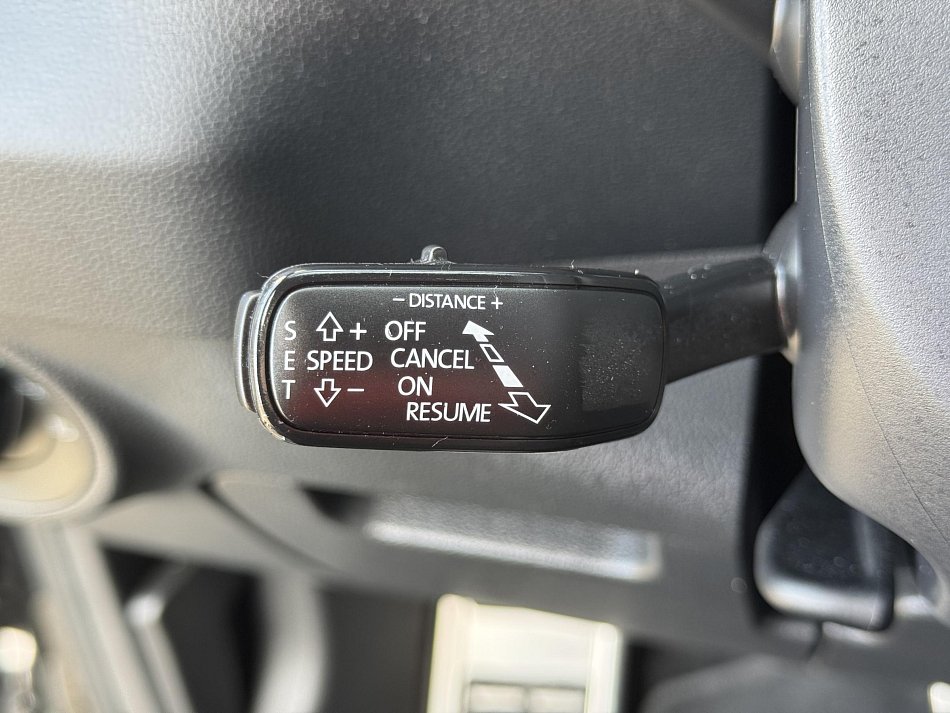 – DISTANCE +
S ⇧ + OFF
E SPEED CANCEL
T ⇩ – ON
RESUME